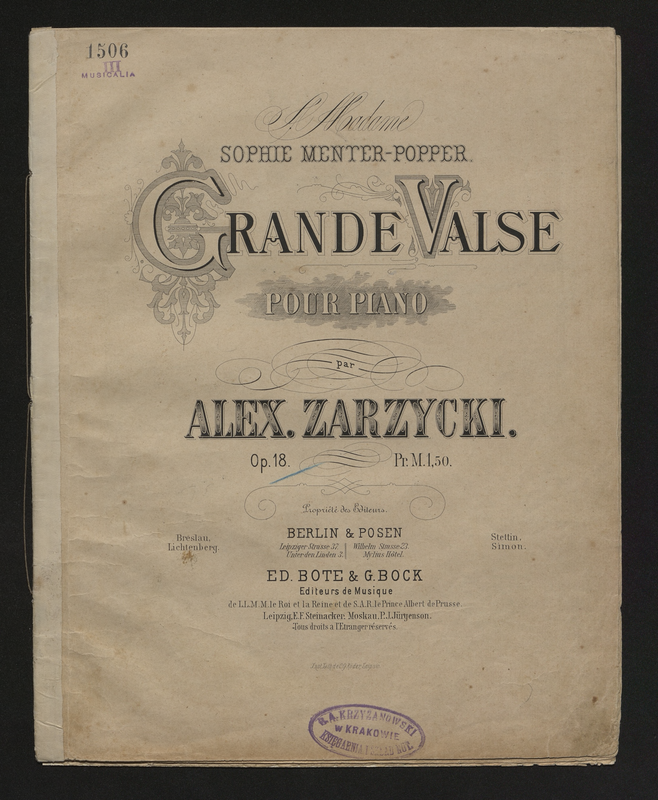 1506
III
MUSICALIA
Madame
SOPHIE MENTER-POPPER.
GRANDE VALSE
POUR PIANO
par
ALEX. ZARZYCKI.
Op. 18. Pr. M. 1,50.
Propriété des Editeurs.
BERLIN & POSEN
Leipziger Strasse 37. Wilhelm Strasse 23.
Unter den Linden 3. Mylius Hôtel.
Breslau, Lichtenberg.
Stettin, Simon.
ED. BOTE & G. BOCK
Editeurs de Musique
de L.L.M.M. le Roi et la Reine et de S.A.R. le Prince Albert de Prusse.
Leipzig, E.F. Steinacker. Moskau, P.J. Jürgenson.
Tous droits à l'Etranger réservés.
KRZYŻANOWSKI
W KRAKOWIE
KSIĘGARNIA